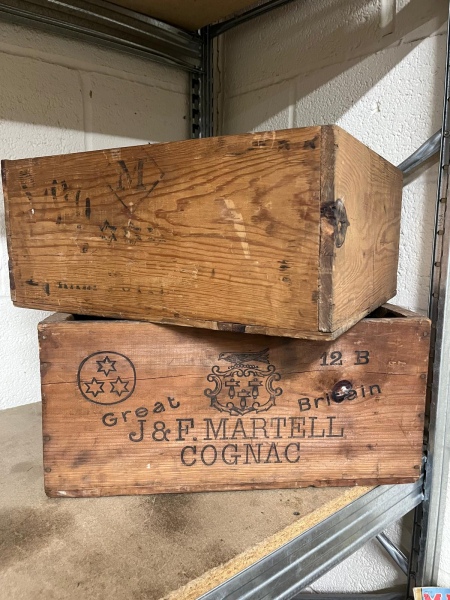 M
12 B
Great Britain
J & F. MARTELL
COGNAC